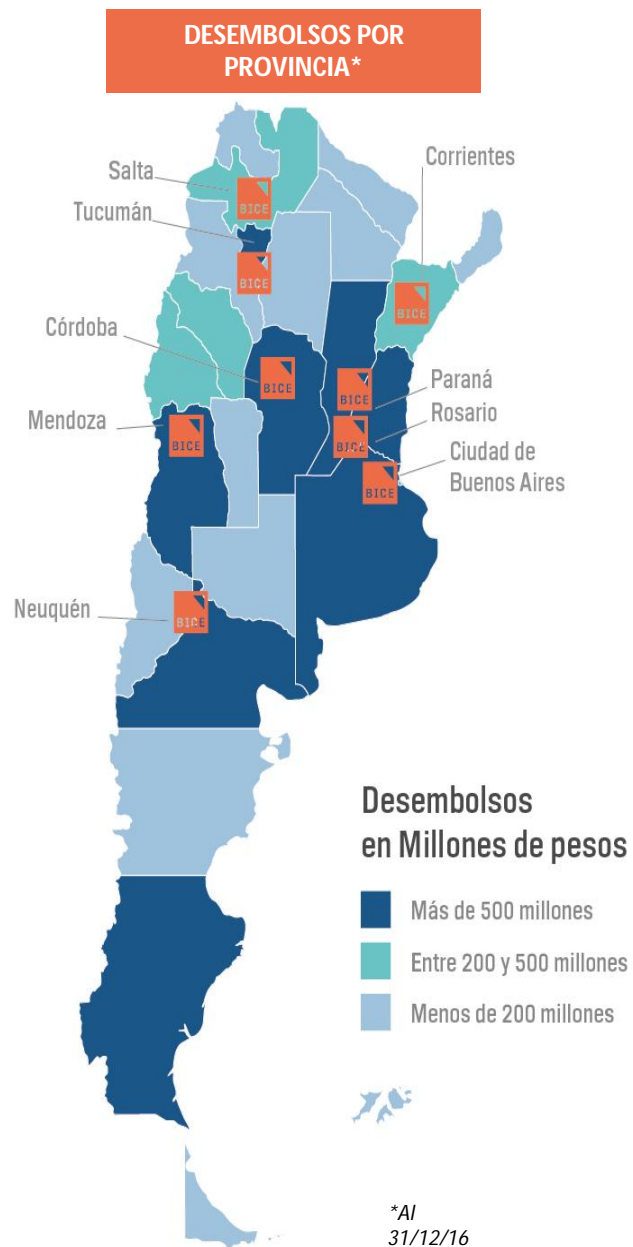 DESEMBOLSOS POR
PROVINCIA*
Corrientes
Salta
BICE
Tucumán
BICE
BICE
Córdoba
BICE
Paraná
BICE
Rosario
Mendoza
BICE
BICE
Ciudad de
Buenos Aires
BICE
Neuquén
BICE
Desembolsos
en Millones de pesos
Más de 500 millones
Entre 200 y 500 millones
Menos de 200 millones
*Al
31/12/16